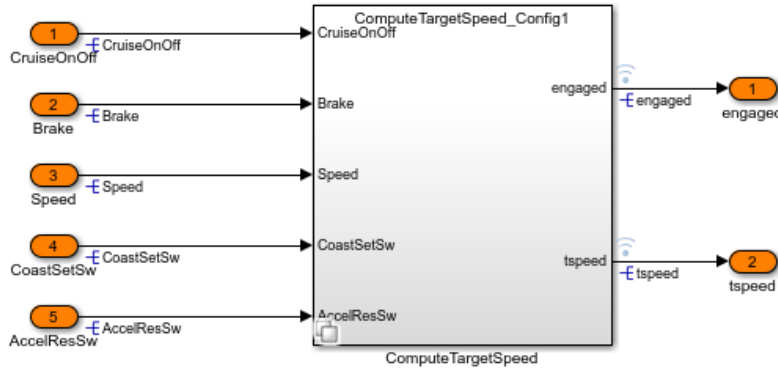 ComputeTargetSpeed_Config1
1
CruiseOnOff
CruiseOnOff
CruiseOnOff
2
Brake
Brake
Brake
3
Speed
Speed
Speed
4
CoastSetSw
CoastSetSw
CoastSetSw
5
AccelResSw
AccelResSw
AccelResSw
engaged
engaged
1
engaged
tspeed
tspeed
2
tspeed
ComputeTargetSpeed